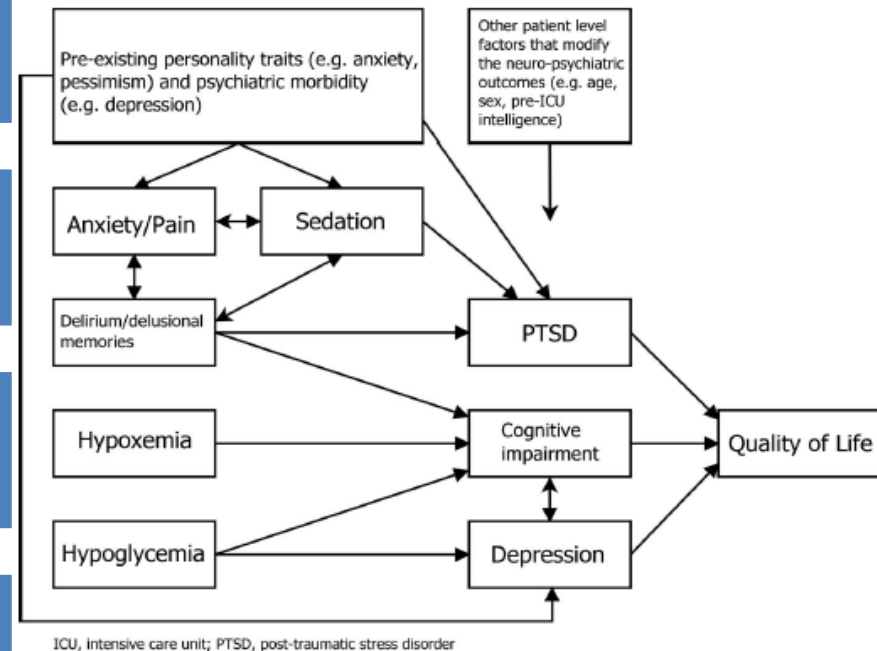 Pre-existing personality traits (e.g. anxiety,
pessimism) and psychiatric morbidity
(e.g. depression)
Other patient level
factors that modify
the neuro-psychiatric
outcomes (e.g. age,
sex, pre-ICU
intelligence)
Anxiety/Pain
Sedation
Delirium/delusional
memories
PTSD
Hypoxemia
Cognitive
impairment
Quality of Life
Hypoglycemia
Depression
ICU, intensive care unit; PTSD, post-traumatic stress disorder